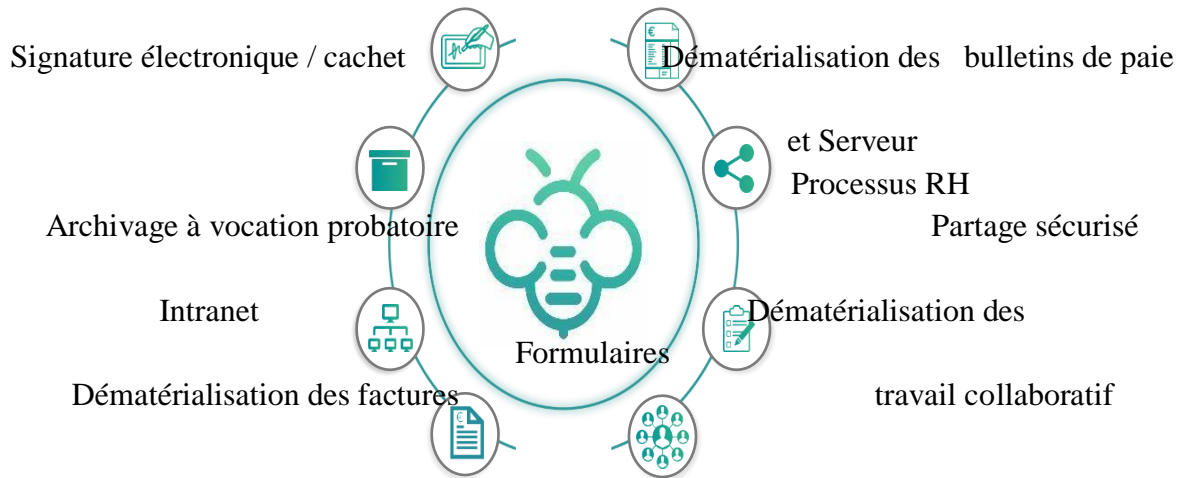 Signature électronique / cachet
Dématérialisation des bulletins de paie
et Serveur
Processus RH
Archivage à vocation probatoire
Partage sécurisé
Intranet
Dématérialisation des
Formulaires
Dématérialisation des factures
travail collaboratif
€
€